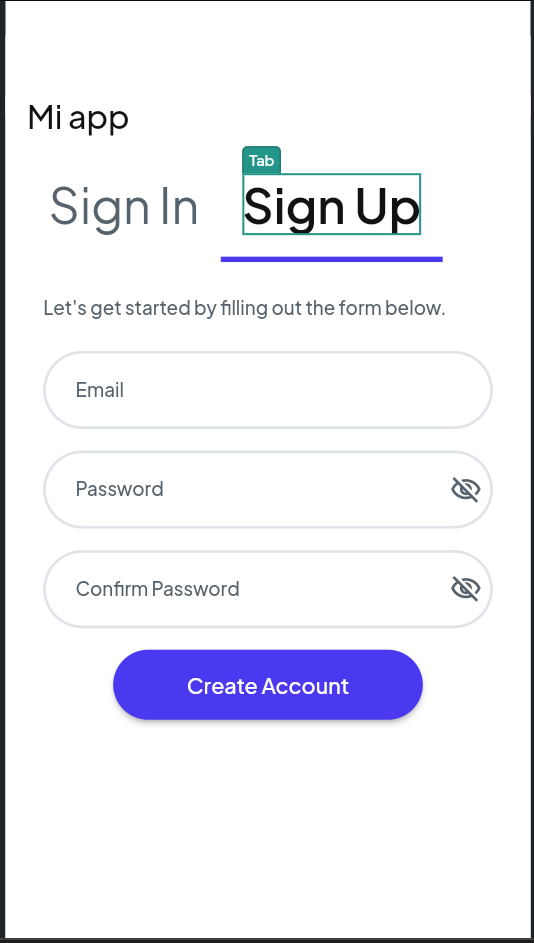 Mi app
Tab
Sign In Sign Up
Let's get started by filling out the form below.
Email
Password
Confirm Password
Create Account